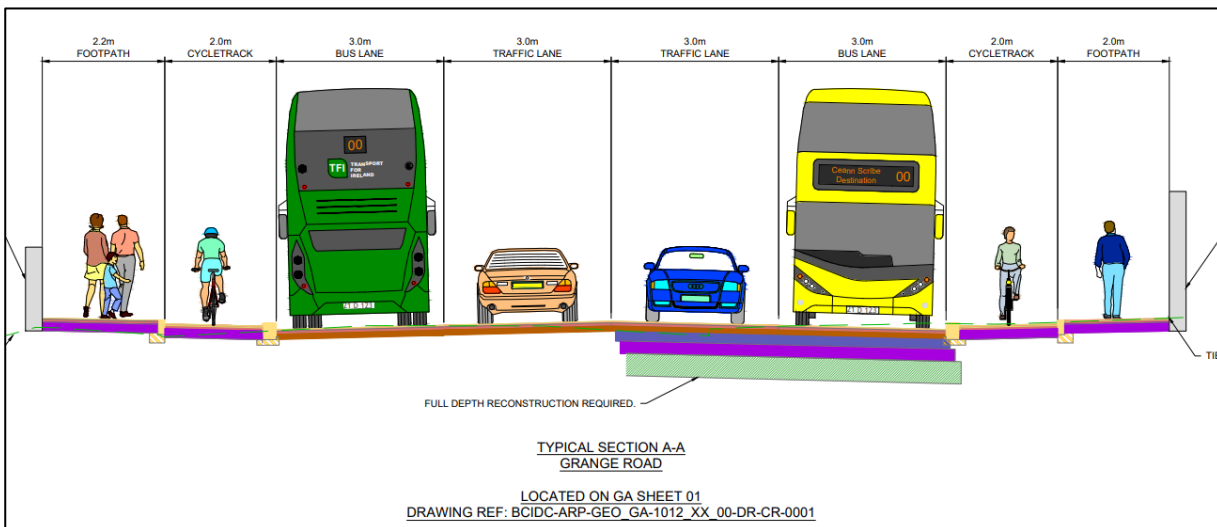 2.2m
FOOTPATH
2.0m
CYCLETRACK
3.0m
BUS LANE
3.0m
TRAFFIC LANE
3.0m
TRAFFIC LANE
3.0m
BUS LANE
2.0m
CYCLETRACK
2.0m
FOOTPATH
00
TFI
TRANSPORT
FOR
IRELAND
Ceann Scríbe
Destination
00
TIE
FULL DEPTH RECONSTRUCTION REQUIRED.
TYPICAL SECTION A-A
GRANGE ROAD
LOCATED ON GA SHEET 01
DRAWING REF: BCIDC-ARP-GEO_GA-1012_XX_00-DR-CR-0001